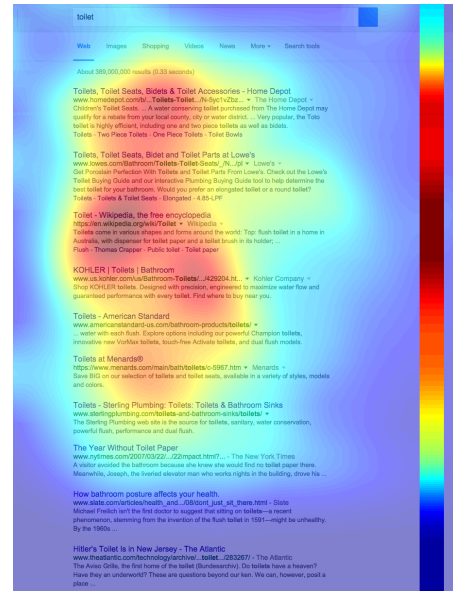 toilet
Web Images Shopping Videos News More ▾ Search tools
About 389,000,000 results (0.33 seconds)
Toilets, Toilet Seats, Bidets & Toilet Accessories - Home Depot
www.homedepot.com/b/...Toilets-Toilet.../N-5yc1vZbz... ▾ The Home Depot ▾
Children's Toilet Seats. ... A water conserving toilet purchased from The Home Depot may
qualify for a rebate from your local county, city or water district. ... Very popular, the Toto
toilet is highly efficient, including one and two piece toilets as well as bidets.
Toilets - Two Piece Toilets - One Piece Toilets - Toilet Bowls
Toilets, Toilet Seats, Bidet and Toilet Parts at Lowe's
www.lowes.com/Bathroom/Toilets-Toilet-Seats/_/N.../pl ▾ Lowe's ▾
Get Porcelain Perfection With Toilets and Toilet Parts From Lowe's. Check out the Lowe's
Toilet Buying Guide and our interactive Plumbing Buying Guide tool to help determine the
best toilet for your bathroom. Would you prefer an elongated toilet or a round toilet?
Toilets - Toilets & Toilet Seats - Elongated - 4.85-LPF
Toilet - Wikipedia, the free encyclopedia
https://en.wikipedia.org/wiki/Toilet ▾ Wikipedia ▾
Toilets come in various shapes and forms around the world: Top: flush toilet in a home in
Australia, with dispenser for toilet paper and a toilet brush in its holder; ...
Flush - Thomas Crapper - Public toilet - Toilet paper
KOHLER | Toilets | Bathroom
www.us.kohler.com/us/Bathroom-Toilets/.../429204.ht... ▾ Kohler Company ▾
Shop KOHLER toilets. Designed with precision, engineered to maximize water flow and
guaranteed performance with every toilet. Find where to buy near you.
Toilets - American Standard
www.americanstandard-us.com/bathroom-products/toilets/ ▾
... water with each flush. Explore options including our powerful Champion toilets,
innovative new VorMax toilets, touch-free Activate toilets, and dual flush models.
Toilets at Menards®
https://www.menards.com/main/bath/toilets/c-5967.htm ▾ Menards ▾
Save BIG on our selection of toilets and toilet seats, available in a variety of styles, models
and colors.
Toilets - Sterling Plumbing: Toilets: Toilets & Bathroom Sinks
www.sterlingplumbing.com/toilets-and-bathroom-sinks/toilets/ ▾
The Sterling Plumbing web site is the source for toilets, sanitary, water conservation,
powerful flush, performance and dual flush.
The Year Without Toilet Paper
www.nytimes.com/2007/03/22/.../22impact.html?... - The New York Times
A visitor avoided the bathroom because she knew she would find no toilet paper there.
Meanwhile, Joseph, the liveried elevator man who works nights in the building, drove his ...
How bathroom posture affects your health.
www.slate.com/articles/health_and.../08/dont_just_sit_there.html - Slate
Michael Freilich isn't the first doctor to suggest that sitting on toilets—a recent
phenomenon, stemming from the invention of the flush toilet in 1591—might be unhealthy.
By the 1960s ...
Hitler's Toilet Is in New Jersey - The Atlantic
www.theatlantic.com/technology/archive/...toilet.../283267/ - The Atlantic
The Aviso Grille, the first home of the toilet (Bundesarchiv). Do toilets have a heaven?
Have they an underworld? These are questions beyond our ken. We can, however, posit a
place ...